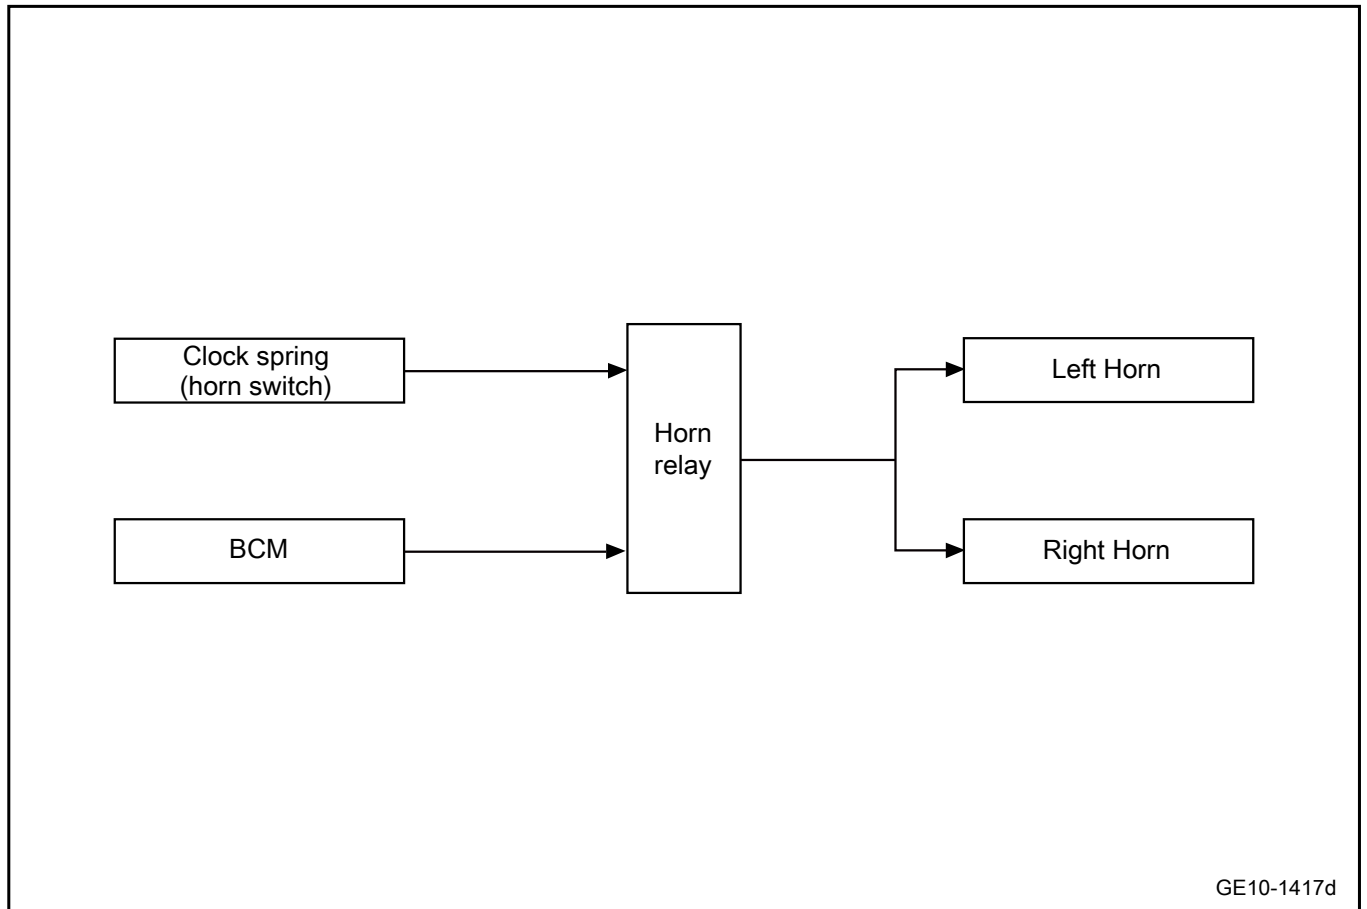 Clock spring
(horn switch)
BCM
Horn
relay
Left Horn
Right Horn
GE10-1417d